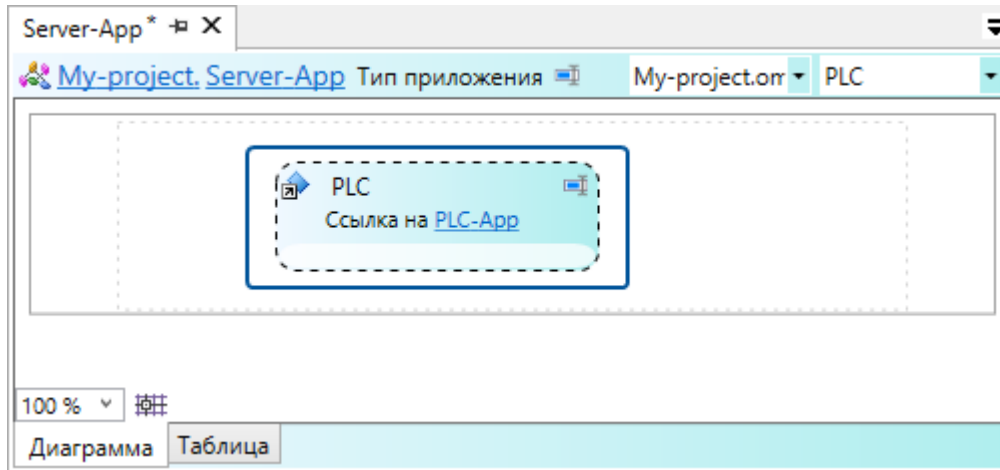 Server-App*
My-project. Server-App Тип приложения My-project.om PLC
PLC
Ссылка на PLC-App
100 %
Диаграмма Таблица